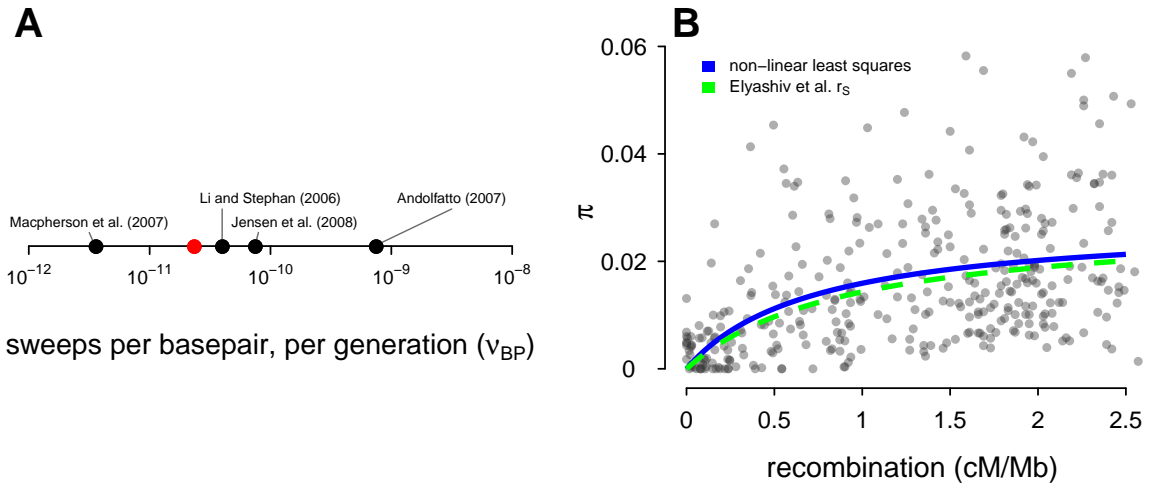 A
Li and Stephan (2006)
Andolfatto (2007)
Macpherson et al. (2007)
Jensen et al. (2008)
10−12
10−11
10−10
10−9
10−8
sweeps per basepair, per generation (νBP)
B
non−linear least squares
Elyashiv et al. rS
π
0.06
0.04
0.02
0
0
0.5
1
1.5
2
2.5
recombination (cM/Mb)